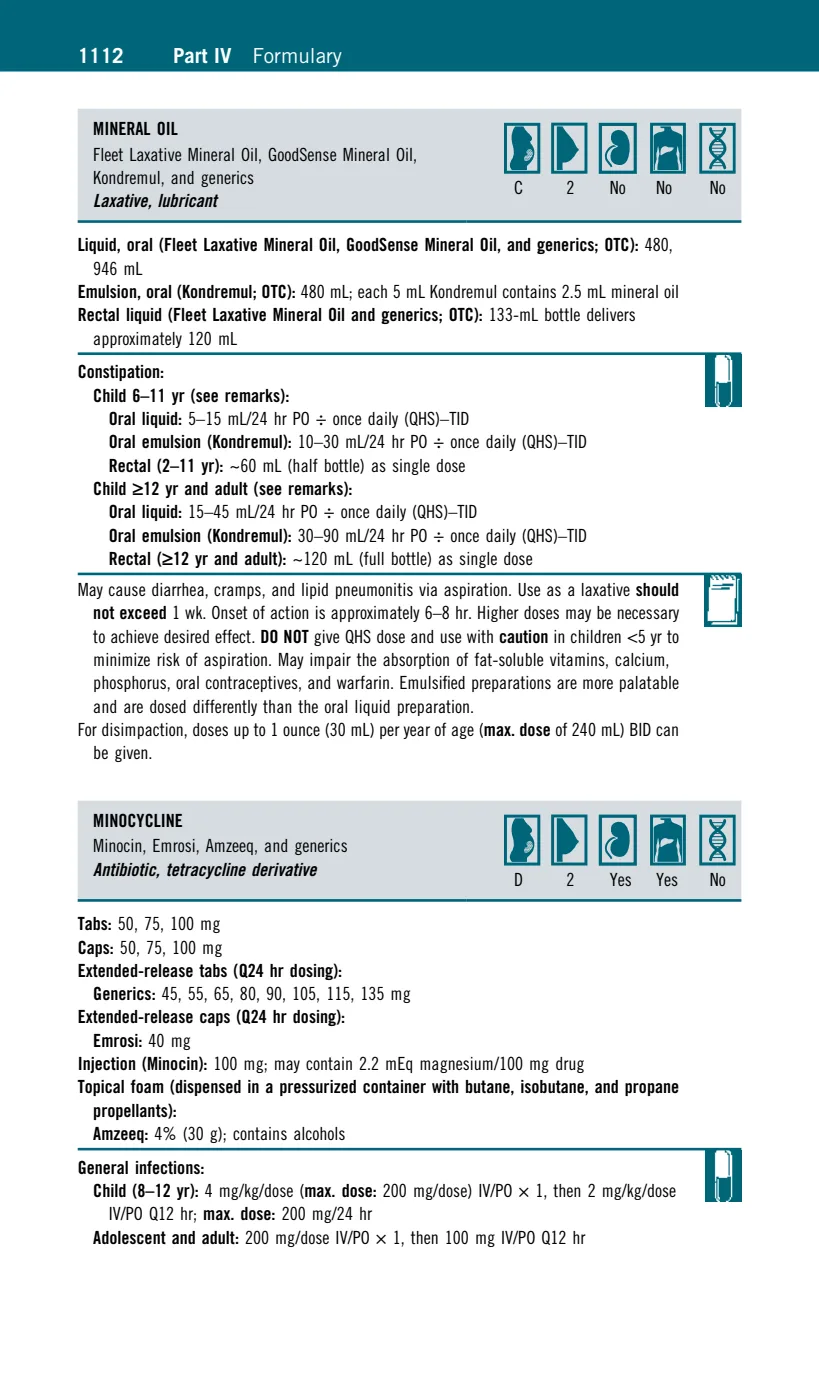 1112 Part IV Formulary
MINERAL OIL
Fleet Laxative Mineral Oil, GoodSense Mineral Oil,
Kondremul, and generics
Laxative, lubricant
C 2 No No No
Liquid, oral (Fleet Laxative Mineral Oil, GoodSense Mineral Oil, and generics; OTC): 480,
946 mL
Emulsion, oral (Kondremul; OTC): 480 mL; each 5 mL Kondremul contains 2.5 mL mineral oil
Rectal liquid (Fleet Laxative Mineral Oil and generics; OTC): 133-mL bottle delivers
approximately 120 mL
Constipation:
Child 6–11 yr (see remarks):
Oral liquid: 5–15 mL/24 hr PO ÷ once daily (QHS)–TID
Oral emulsion (Kondremul): 10–30 mL/24 hr PO ÷ once daily (QHS)–TID
Rectal (2–11 yr): ~60 mL (half bottle) as single dose
Child ≥12 yr and adult (see remarks):
Oral liquid: 15–45 mL/24 hr PO ÷ once daily (QHS)–TID
Oral emulsion (Kondremul): 30–90 mL/24 hr PO ÷ once daily (QHS)–TID
Rectal (≥12 yr and adult): ~120 mL (full bottle) as single dose
May cause diarrhea, cramps, and lipid pneumonitis via aspiration. Use as a laxative should
not exceed 1 wk. Onset of action is approximately 6–8 hr. Higher doses may be necessary
to achieve desired effect. DO NOT give QHS dose and use with caution in children <5 yr to
minimize risk of aspiration. May impair the absorption of fat-soluble vitamins, calcium,
phosphorus, oral contraceptives, and warfarin. Emulsified preparations are more palatable
and are dosed differently than the oral liquid preparation.
For disimpaction, doses up to 1 ounce (30 mL) per year of age (max. dose of 240 mL) BID can
be given.
MINOCYCLINE
Minocin, Emrosi, Amzeeq, and generics
Antibiotic, tetracycline derivative
D 2 Yes Yes No
Tabs: 50, 75, 100 mg
Caps: 50, 75, 100 mg
Extended-release tabs (Q24 hr dosing):
Generics: 45, 55, 65, 80, 90, 105, 115, 135 mg
Extended-release caps (Q24 hr dosing):
Emrosi: 40 mg
Injection (Minocin): 100 mg; may contain 2.2 mEq magnesium/100 mg drug
Topical foam (dispensed in a pressurized container with butane, isobutane, and propane
propellants):
Amzeeq: 4% (30 g); contains alcohols
General infections:
Child (8–12 yr): 4 mg/kg/dose (max. dose: 200 mg/dose) IV/PO × 1, then 2 mg/kg/dose
IV/PO Q12 hr; max. dose: 200 mg/24 hr
Adolescent and adult: 200 mg/dose IV/PO × 1, then 100 mg IV/PO Q12 hr